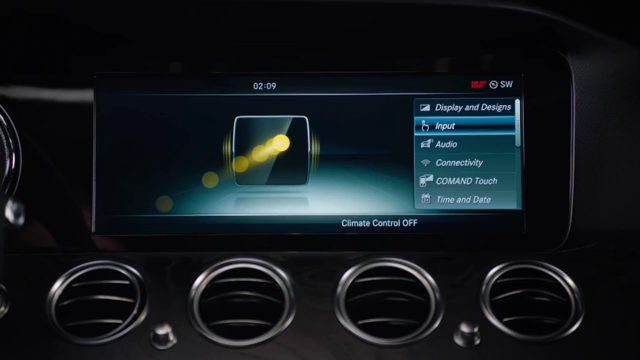 02:09
SW
Display and Designs
Input
Audio
Connectivity
COMAND Touch
Time and Date
Climate Control OFF